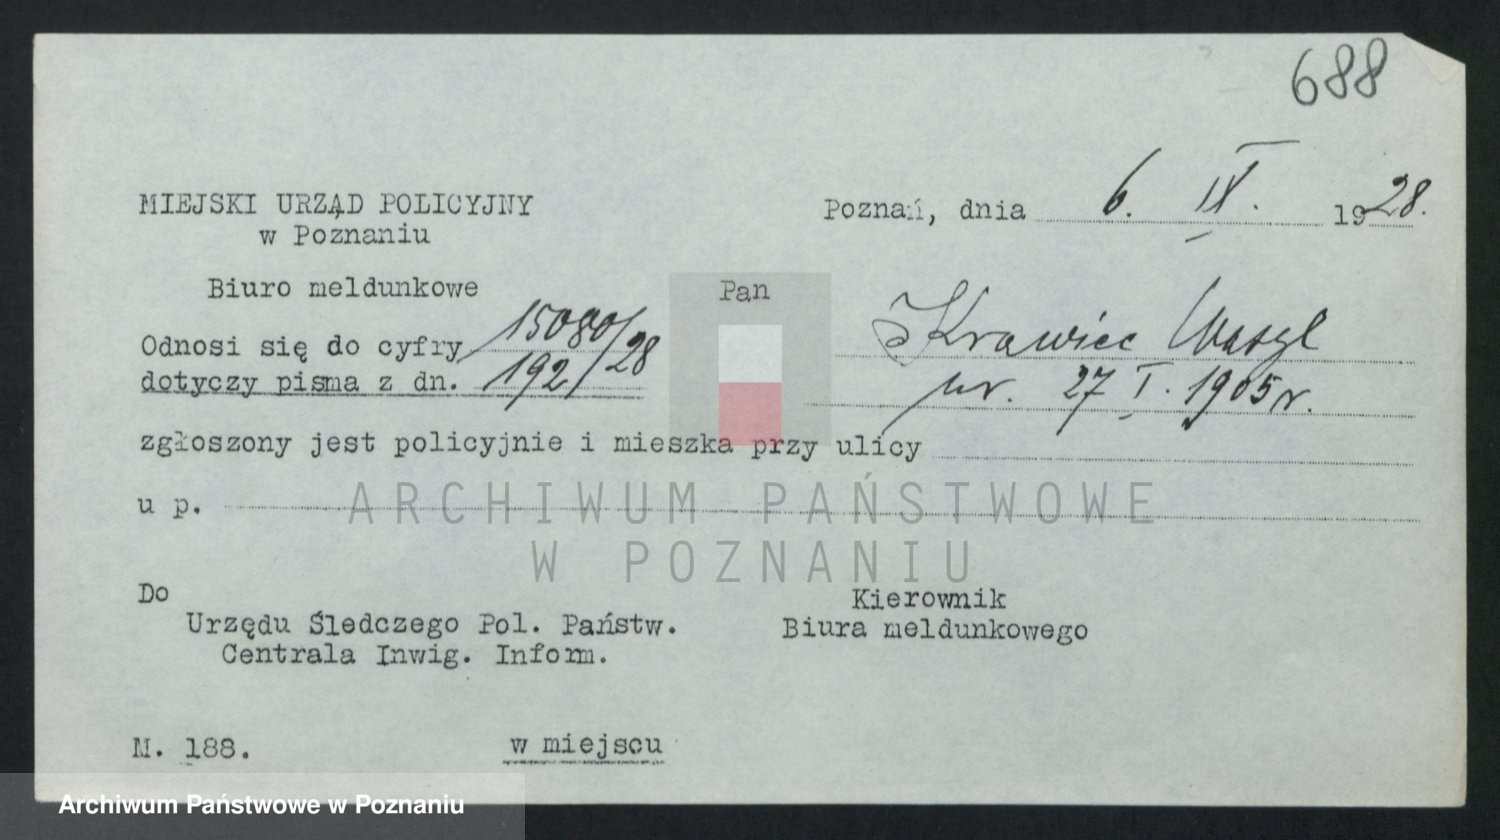 688
MIEJSKI URZĄD POLICYJNY
w Poznaniu
Poznań, dnia 6. IX. 1928.
Biuro meldunkowe
Pan Krawiec Wasyl
Odnosi się do cyfry 15080/28
dotyczy pisma z dn. 192
ur. 27 I. 1905 r.
zgłoszony jest policyjnie i mieszka przy ulicy
u p.
ARCHIWUM PAŃSTWOWE
W POZNANIU
Do
Urzędu Śledczego Pol. Państw.
Centrala Inwig. Inform.
Kierownik
Biura meldunkowego
M. 188.
w miejscu
Archiwum Państwowe w Poznaniu